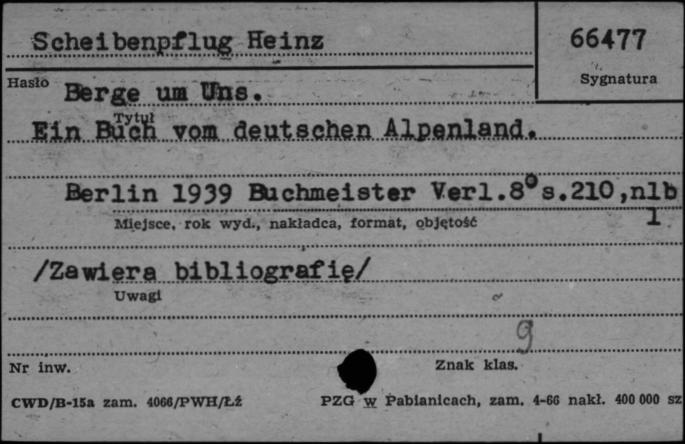 Scheibenpflug Heinz
66477
Hasło
Sygnatura
Berge um Uns.
Tytuł
Ein Buch vom deutschen Alpenland.
Berlin 1939 Buchmeister Verl.8° s.210,nlb
1
Miejsce, rok wyd., nakładca, format, objętość
/Zawiera bibliografię/
Uwagi
9
Nr inw.
Znak klas.
CWD/B-15a zam. 4066/PWH/Łź
PZG w Pabianicach, zam. 4-66 nakł. 400 000 sz